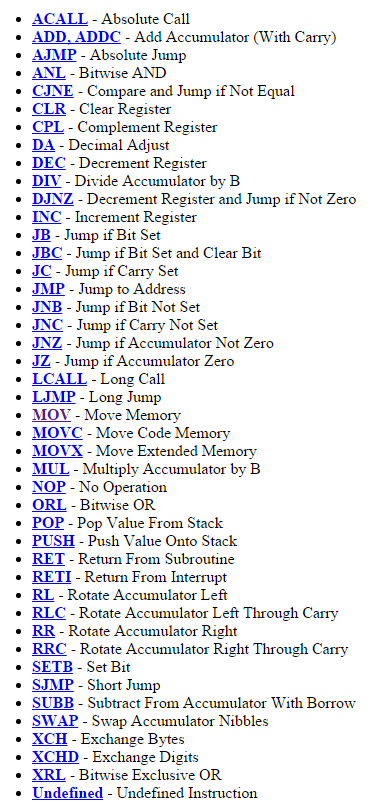 ACALL - Absolute Call
ADD, ADDC - Add Accumulator (With Carry)
AJMP - Absolute Jump
ANL - Bitwise AND
CJNE - Compare and Jump if Not Equal
CLR - Clear Register
CPL - Complement Register
DA - Decimal Adjust
DEC - Decrement Register
DIV - Divide Accumulator by B
DJNZ - Decrement Register and Jump if Not Zero
INC - Increment Register
JB - Jump if Bit Set
JBC - Jump if Bit Set and Clear Bit
JC - Jump if Carry Set
JMP - Jump to Address
JNB - Jump if Bit Not Set
JNC - Jump if Carry Not Set
JNZ - Jump if Accumulator Not Zero
JZ - Jump if Accumulator Zero
LCALL - Long Call
LJMP - Long Jump
MOV - Move Memory
MOVC - Move Code Memory
MOVX - Move Extended Memory
MUL - Multiply Accumulator by B
NOP - No Operation
ORL - Bitwise OR
POP - Pop Value From Stack
PUSH - Push Value Onto Stack
RET - Return From Subroutine
RETI - Return From Interrupt
RL - Rotate Accumulator Left
RLC - Rotate Accumulator Left Through Carry
RR - Rotate Accumulator Right
RRC - Rotate Accumulator Right Through Carry
SETB - Set Bit
SJMP - Short Jump
SUBB - Subtract From Accumulator With Borrow
SWAP - Swap Accumulator Nibbles
XCH - Exchange Bytes
XCHD - Exchange Digits
XRL - Bitwise Exclusive OR
Undefined - Undefined Instruction